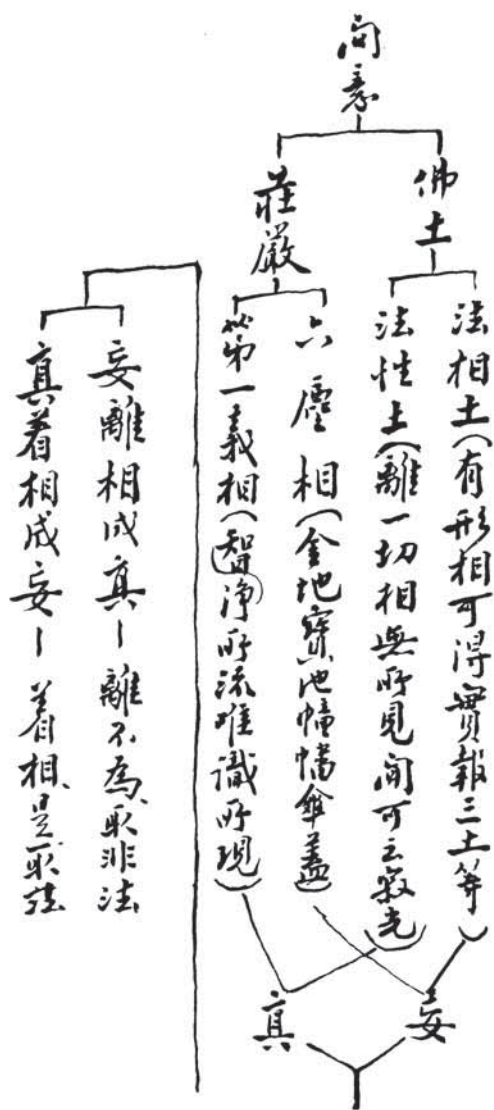 問意
佛土
莊嚴
法相土(有形相可得實報三土等)
法性土(離一切相無所見聞可云寂光)
六塵相(金地寶池幢幡傘蓋)
第一義相(智淨所流唯識所現)
妄
真
妄離相成真—離不為取非法
真着相成妄—着相是取法